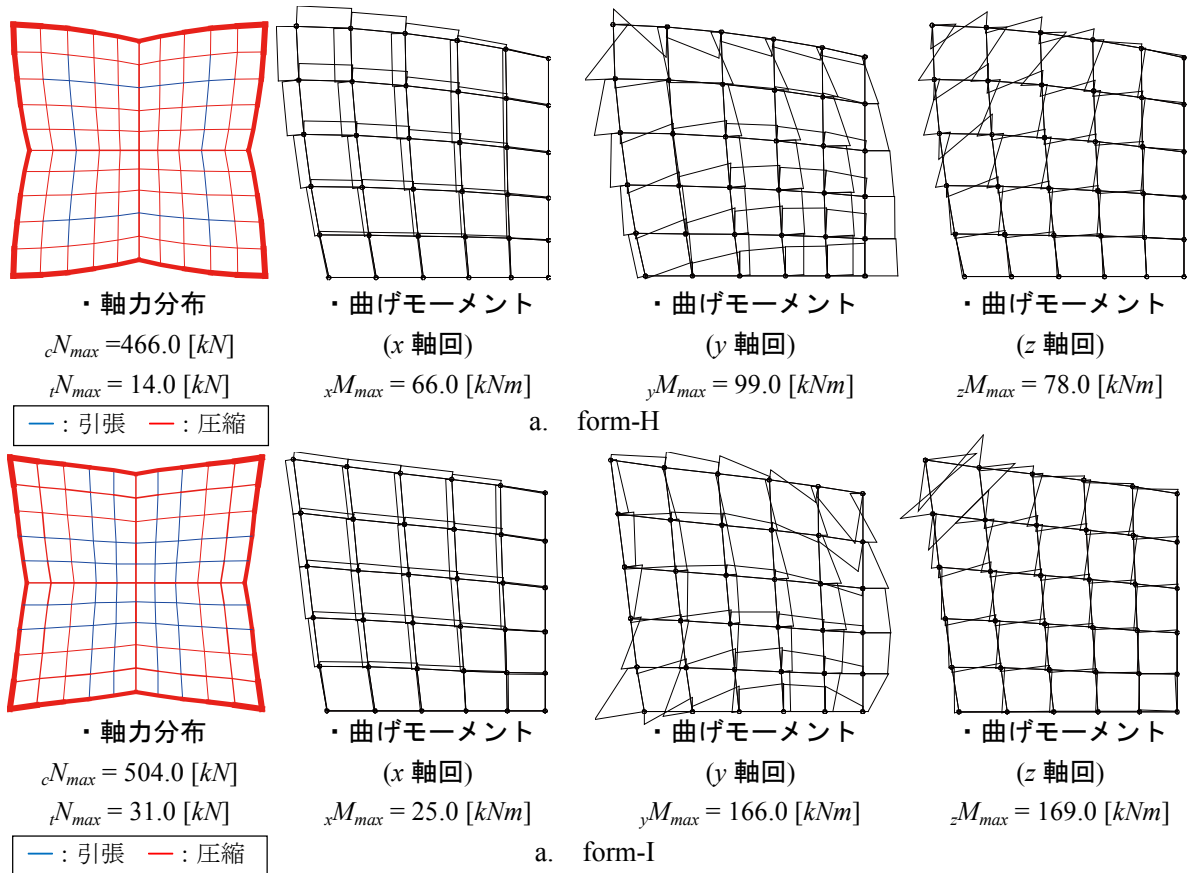 ・軸力分布 ・曲げモーメント ・曲げモーメント ・曲げモーメント
cNmax =466.0 [kN] (x 軸回) (y 軸回) (z 軸回)
tNmax = 14.0 [kN] xMmax = 66.0 [kNm] yMmax = 99.0 [kNm] zMmax = 78.0 [kNm]
―：引張 ―：圧縮 a. form-H
・軸力分布 ・曲げモーメント ・曲げモーメント ・曲げモーメント
cNmax = 504.0 [kN] (x 軸回) (y 軸回) (z 軸回)
tNmax = 31.0 [kN] xMmax = 25.0 [kNm] yMmax = 166.0 [kNm] zMmax = 169.0 [kNm]
―：引張 ―：圧縮 a. form-I